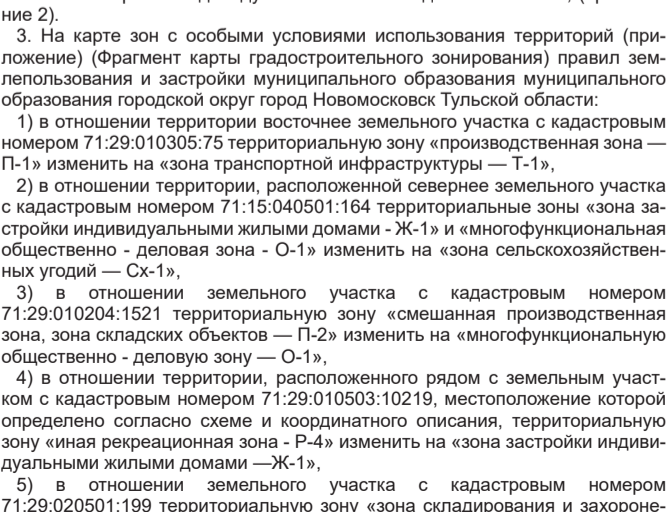 ние 2).
3. На карте зон с особыми условиями использования территорий (при-
ложение) (Фрагмент карты градостроительного зонирования) правил зем-
лепользования и застройки муниципального образования муниципального
образования городской округ город Новомосковск Тульской области:
1) в отношении территории восточнее земельного участка с кадастровым
номером 71:29:010305:75 территориальную зону «производственная зона —
П-1» изменить на «зона транспортной инфраструктуры — Т-1»,
2) в отношении территории, расположенной севернее земельного участка
с кадастровым номером 71:15:040501:164 территориальные зоны «зона за-
стройки индивидуальными жилыми домами - Ж-1» и «многофункциональная
общественно - деловая зона - О-1» изменить на «зона сельскохозяйствен-
ных угодий — Сх-1»,
3) в отношении земельного участка с кадастровым номером
71:29:010204:1521 территориальную зону «смешанная производственная
зона, зона складских объектов — П-2» изменить на «многофункциональную
общественно - деловую зону — О-1»,
4) в отношении территории, расположенного рядом с земельным участ-
ком с кадастровым номером 71:29:010503:10219, местоположение которой
определено согласно схеме и координатного описания, территориальную
зону «иная рекреационная зона - Р-4» изменить на «зона застройки индиви-
дуальными жилыми домами —Ж-1»,
5) в отношении земельного участка с кадастровым номером
71:29:020501:199 территориальную зону «зона складирования и захороне-